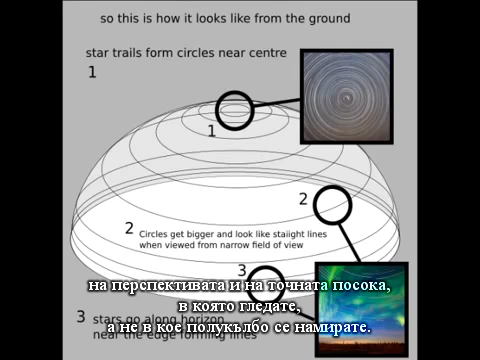 so this is how it looks like from the ground
star trails form circles near centre
1
1
2
2 Circles get bigger and look like staiight lines
when viewed from narrow field of view
3
на перспективата и на точната посока,
в която гледате,
а не в кое полукълбо се намирате.
3 stars go along horizon
near the edge forming lines